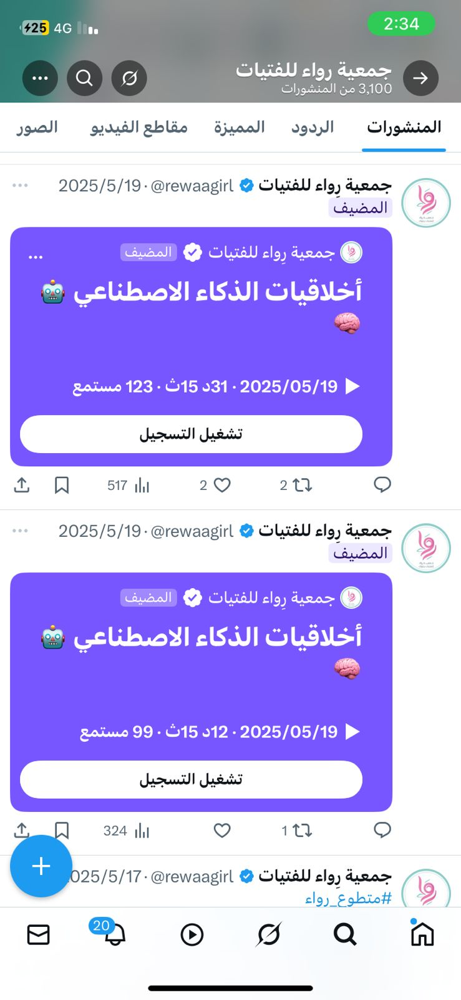 2:34
4G 25
جمعية رواء للفتيات
3,100 من المنشورات
المنشورات الردود المميزة مقاطع الفيديو الصور
جمعية رِواء للفتيات @rewaagirl · 2025/5/19
المضيف
جمعية رِواء للفتيات المضيف
أخلاقيات الذكاء الاصطناعي 🤖
🧠
2025/05/19 · 31د 15ث · 123 مستمع
تشغيل التسجيل
2 2 517
جمعية رِواء للفتيات @rewaagirl · 2025/5/19
المضيف
جمعية رِواء للفتيات المضيف
أخلاقيات الذكاء الاصطناعي 🤖
🧠
2025/05/19 · 12د 15ث · 99 مستمع
تشغيل التسجيل
1 324
جمعية رِواء للفتيات @rewaagirl · 025/5/17
#متطوع_رواء
20